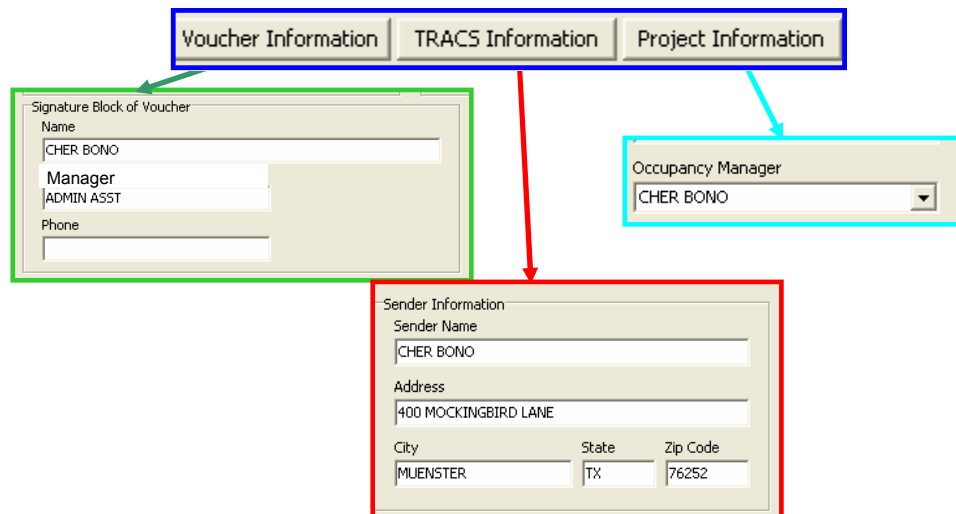 Voucher Information TRACS Information Project Information
Signature Block of Voucher
Name
CHER BONO
Manager
ADMIN ASST
Phone
Occupancy Manager
CHER BONO
Sender Information
Sender Name
CHER BONO
Address
400 MOCKINGBIRD LANE
City State Zip Code
MUENSTER TX 76252